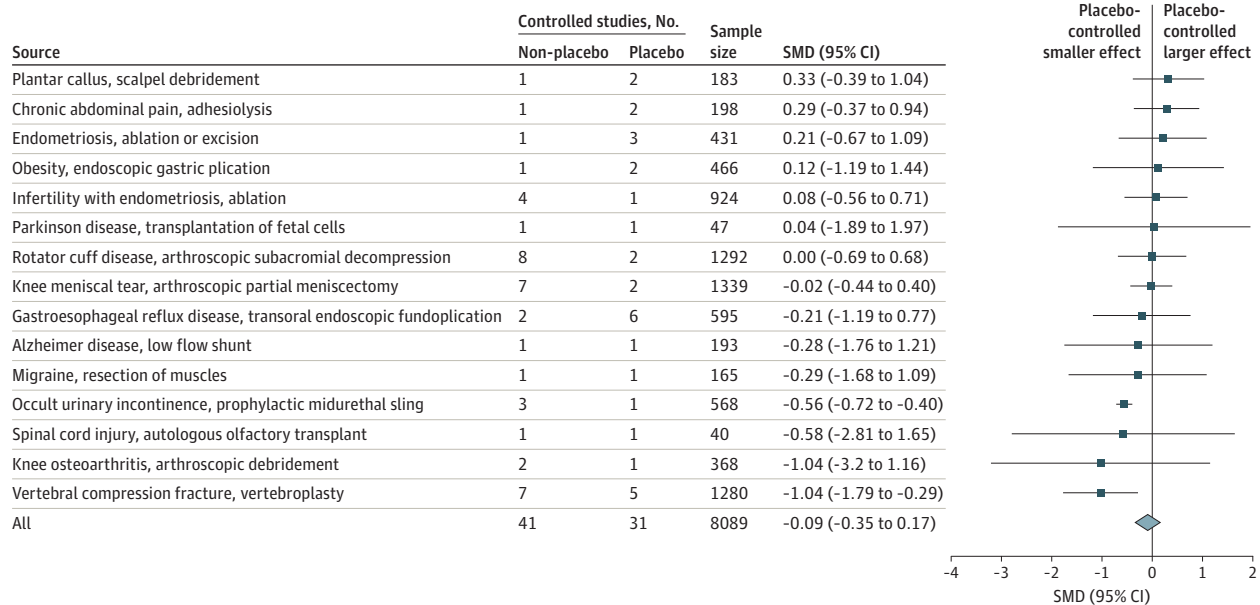 Controlled studies, No.
Source Non-placebo Placebo Sample size SMD (95% CI)
Placebo-controlled smaller effect
Placebo-controlled larger effect
Plantar callus, scalpel debridement 1 2 183 0.33 (-0.39 to 1.04)
Chronic abdominal pain, adhesiolysis 1 2 198 0.29 (-0.37 to 0.94)
Endometriosis, ablation or excision 1 3 431 0.21 (-0.67 to 1.09)
Obesity, endoscopic gastric plication 1 2 466 0.12 (-1.19 to 1.44)
Infertility with endometriosis, ablation 4 1 924 0.08 (-0.56 to 0.71)
Parkinson disease, transplantation of fetal cells 1 1 47 0.04 (-1.89 to 1.97)
Rotator cuff disease, arthroscopic subacromial decompression 8 2 1292 0.00 (-0.69 to 0.68)
Knee meniscal tear, arthroscopic partial meniscectomy 7 2 1339 -0.02 (-0.44 to 0.40)
Gastroesophageal reflux disease, transoral endoscopic fundoplication 2 6 595 -0.21 (-1.19 to 0.77)
Alzheimer disease, low flow shunt 1 1 193 -0.28 (-1.76 to 1.21)
Migraine, resection of muscles 1 1 165 -0.29 (-1.68 to 1.09)
Occult urinary incontinence, prophylactic midurethral sling 3 1 568 -0.56 (-0.72 to -0.40)
Spinal cord injury, autologous olfactory transplant 1 1 40 -0.58 (-2.81 to 1.65)
Knee osteoarthritis, arthroscopic debridement 2 1 368 -1.04 (-3.2 to 1.16)
Vertebral compression fracture, vertebroplasty 7 5 1280 -1.04 (-1.79 to -0.29)
All 41 31 8089 -0.09 (-0.35 to 0.17)
-4 -3 -2 -1 0 1 2
SMD (95% CI)